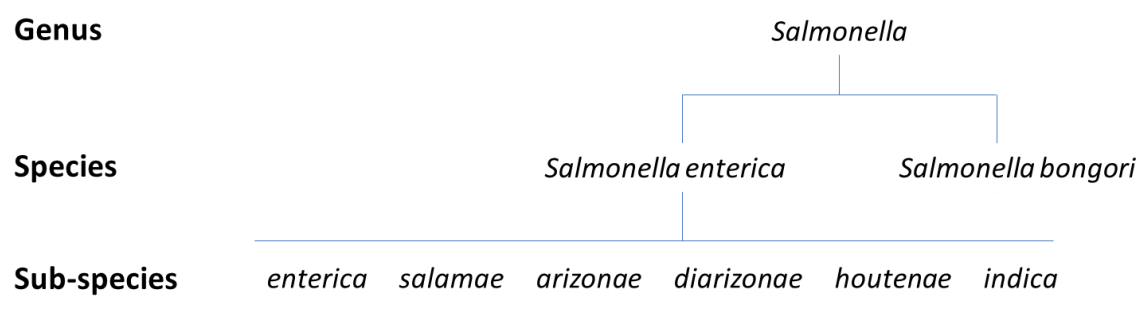 Genus Salmonella
Species Salmonella enterica Salmonella bongori
Sub-species enterica salamae arizonae diarizonae houtenae indica